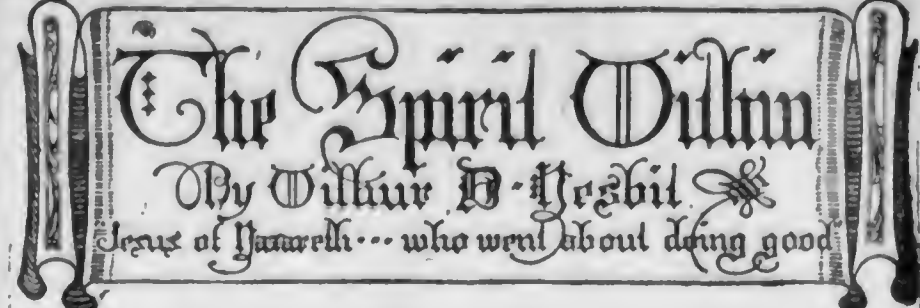 The Spirit Within
By Wilbur D. Nesbit
Jesus of Nazareth --- who went about doing good